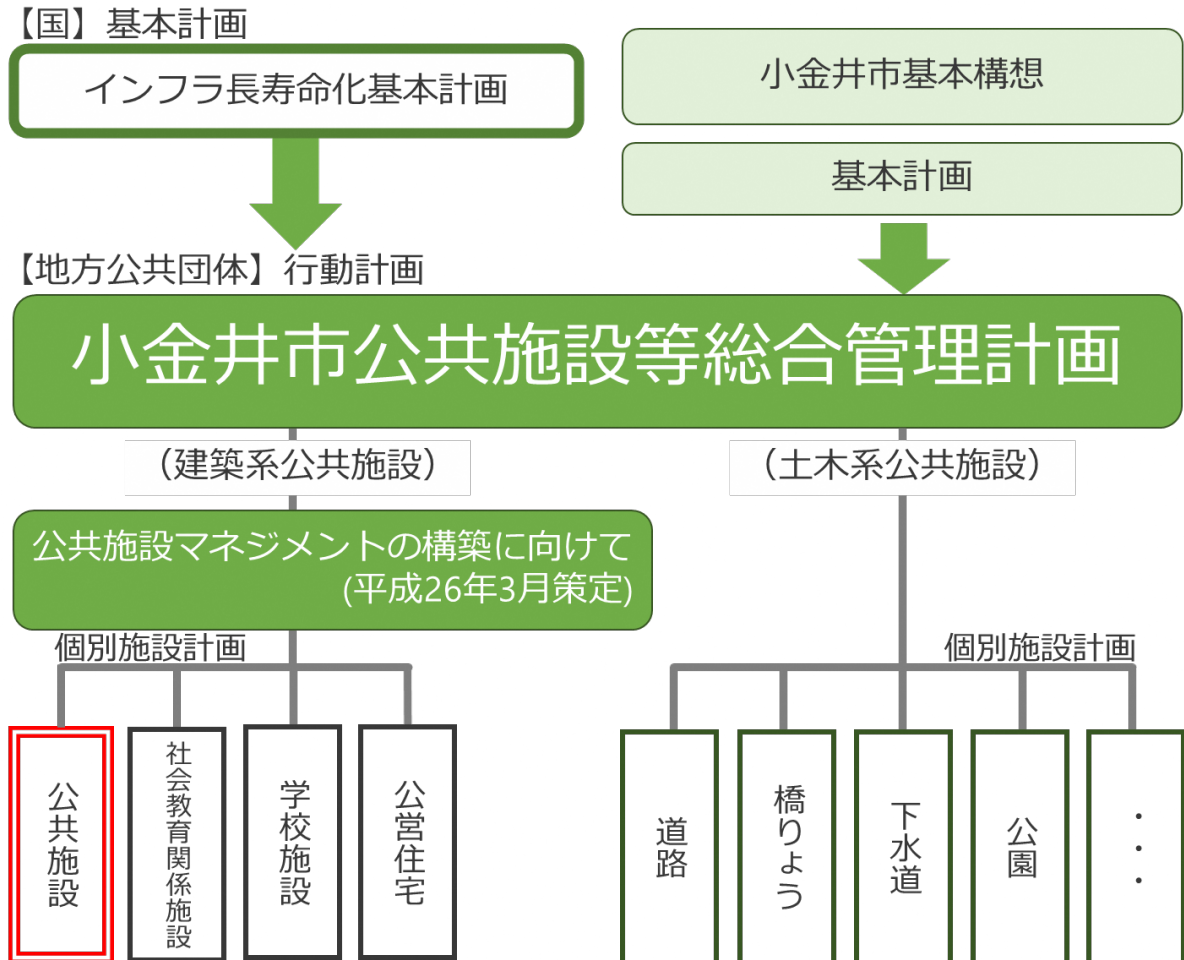 【国】基本計画
インフラ長寿命化基本計画
小金井市基本構想
基本計画
【地方公共団体】行動計画
小金井市公共施設等総合管理計画
（建築系公共施設）
（土木系公共施設）
公共施設マネジメントの構築に向けて
(平成26年3月策定)
個別施設計画
個別施設計画
公共施設
社会教育関係施設
学校施設
公営住宅
道路
橋りょう
下水道
公園
・・・